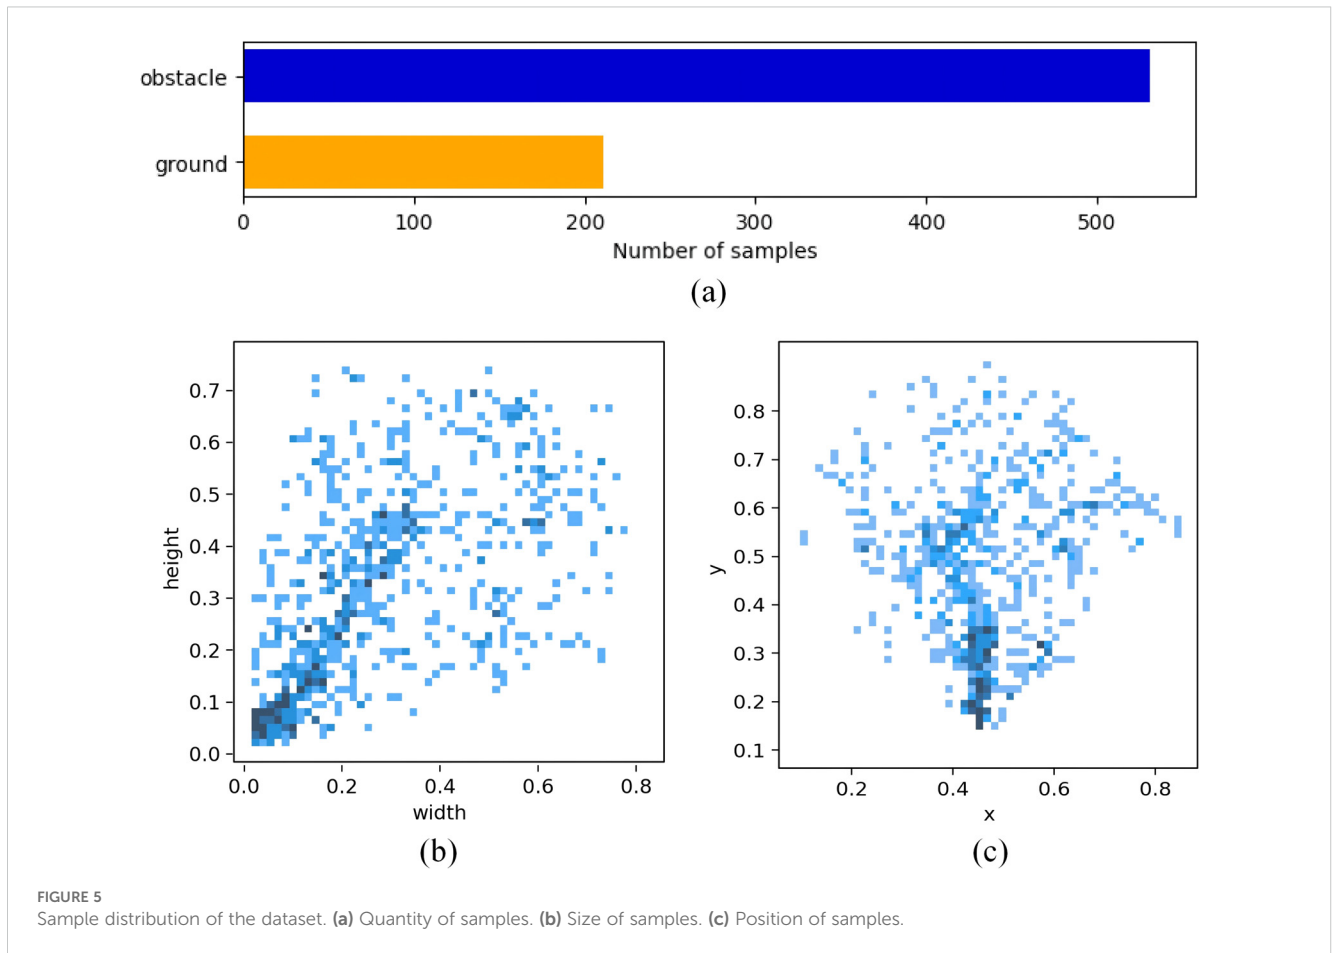 obstacle
ground
0 100 200 300 400 500
Number of samples
(a)
0.7
0.6
0.5
0.4
0.3
0.2
0.1
0.0
height
0.0 0.2 0.4 0.6 0.8
width
(b)
0.8
0.7
0.6
0.5
0.4
0.3
0.2
0.1
y
0.2 0.4 0.6 0.8
x
(c)
FIGURE 5
Sample distribution of the dataset. (a) Quantity of samples. (b) Size of samples. (c) Position of samples.